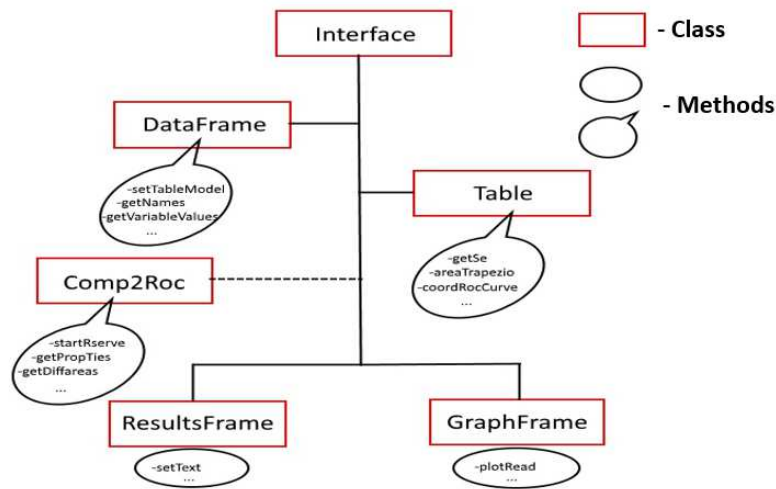 Interface
- Class
- Methods
DataFrame
-setTableModel
-getNames
-getVariableValues
...
Table
-getSe
-areaTrapezio
-coordRocCurve
...
Comp2Roc
-startRserve
-getPropTies
-getDiffareas
...
ResultsFrame
-setText
...
GraphFrame
-plotRead
...